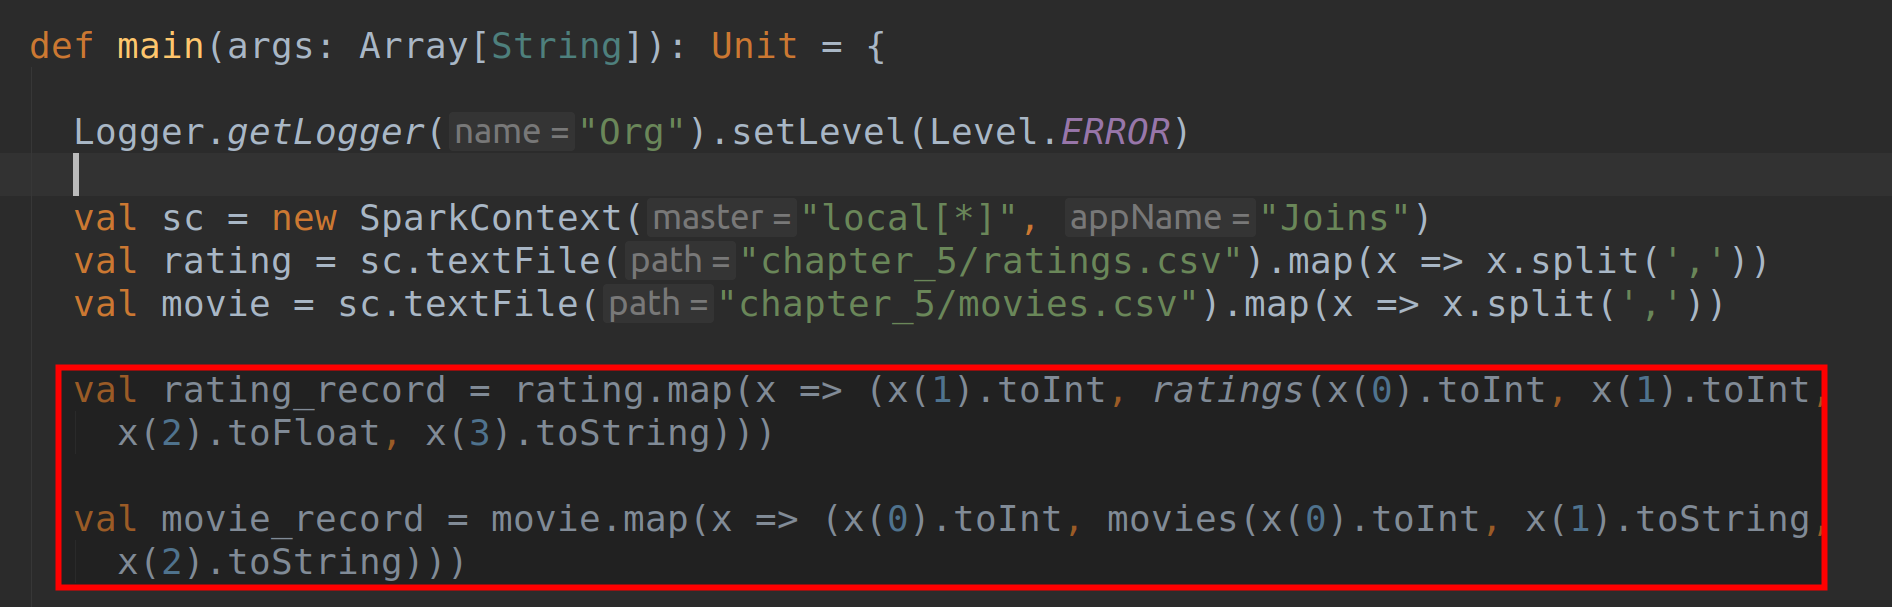 def main(args: Array[String]): Unit = {
Logger.getLogger( name = "Org").setLevel(Level.ERROR)
val sc = new SparkContext( master = "local[*]", appName = "Joins")
val rating = sc.textFile( path = "chapter_5/ratings.csv").map(x => x.split(','))
val movie = sc.textFile( path = "chapter_5/movies.csv").map(x => x.split(','))
val rating_record = rating.map(x => (x(1).toInt, ratings(x(0).toInt, x(1).toInt,
x(2).toFloat, x(3).toString)))
val movie_record = movie.map(x => (x(0).toInt, movies(x(0).toInt, x(1).toString,
x(2).toString)))